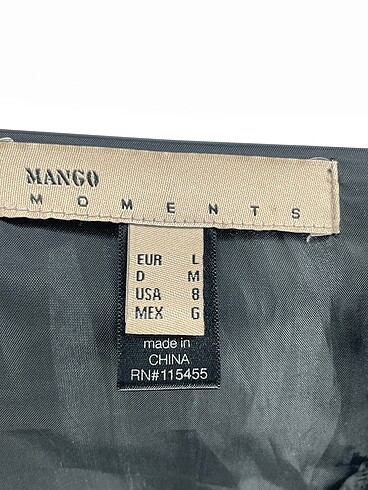 MANGO
MOMENTS
EUR L
D M
USA 8
MEX G
made in
CHINA
RN#115455